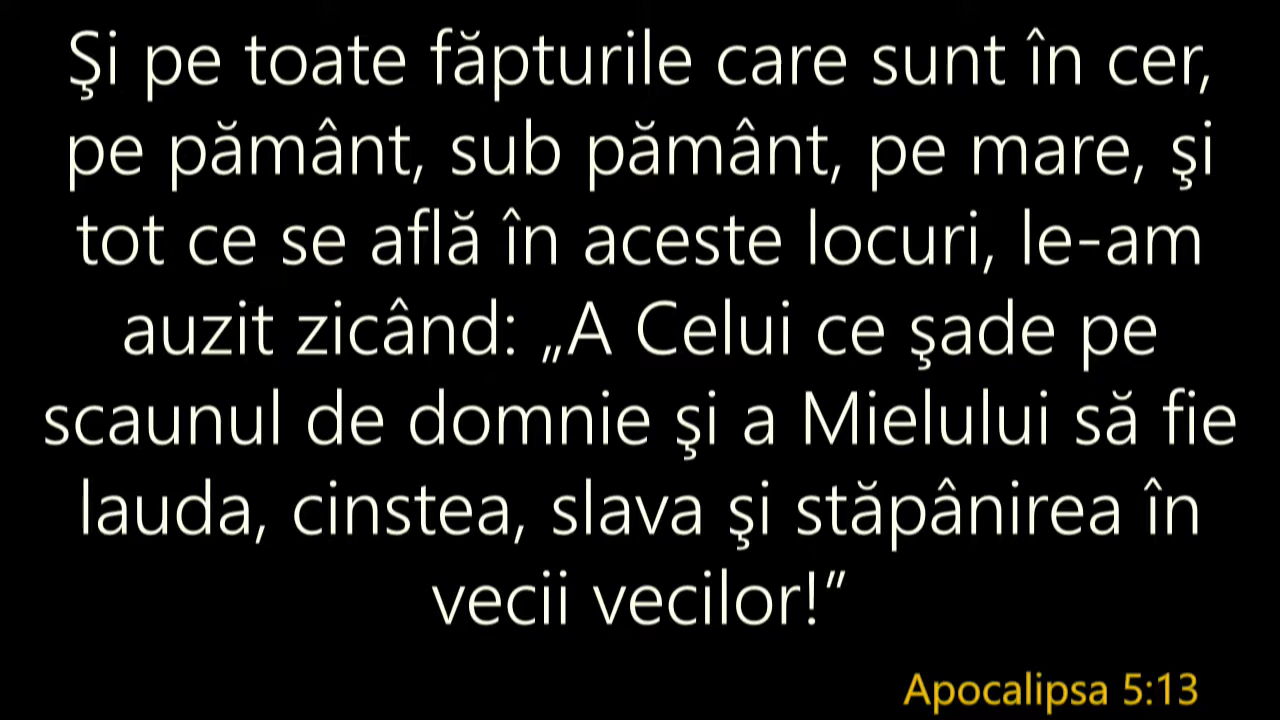 Şi pe toate făpturile care sunt în cer,
pe pământ, sub pământ, pe mare, şi
tot ce se află în aceste locuri, le-am
auzit zicând: „A Celui ce şade pe
scaunul de domnie şi a Mielului să fie
lauda, cinstea, slava şi stăpânirea în
vecii vecilor!”
Apocalipsa 5:13